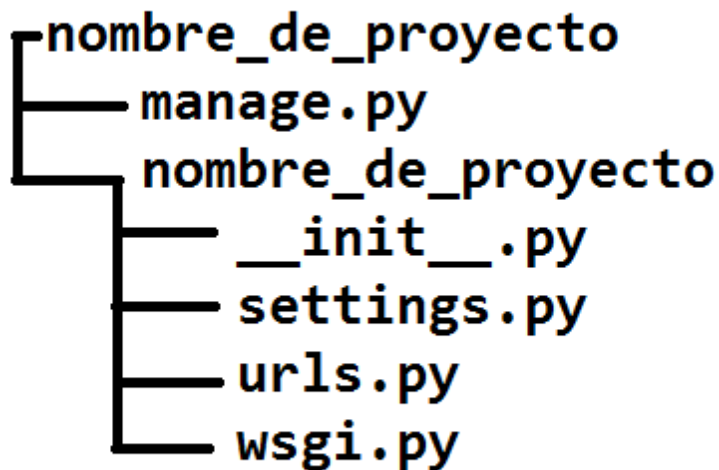 nombre_de_proyecto
manage.py
nombre_de_proyecto
__init__.py
settings.py
urls.py
wsgi.py